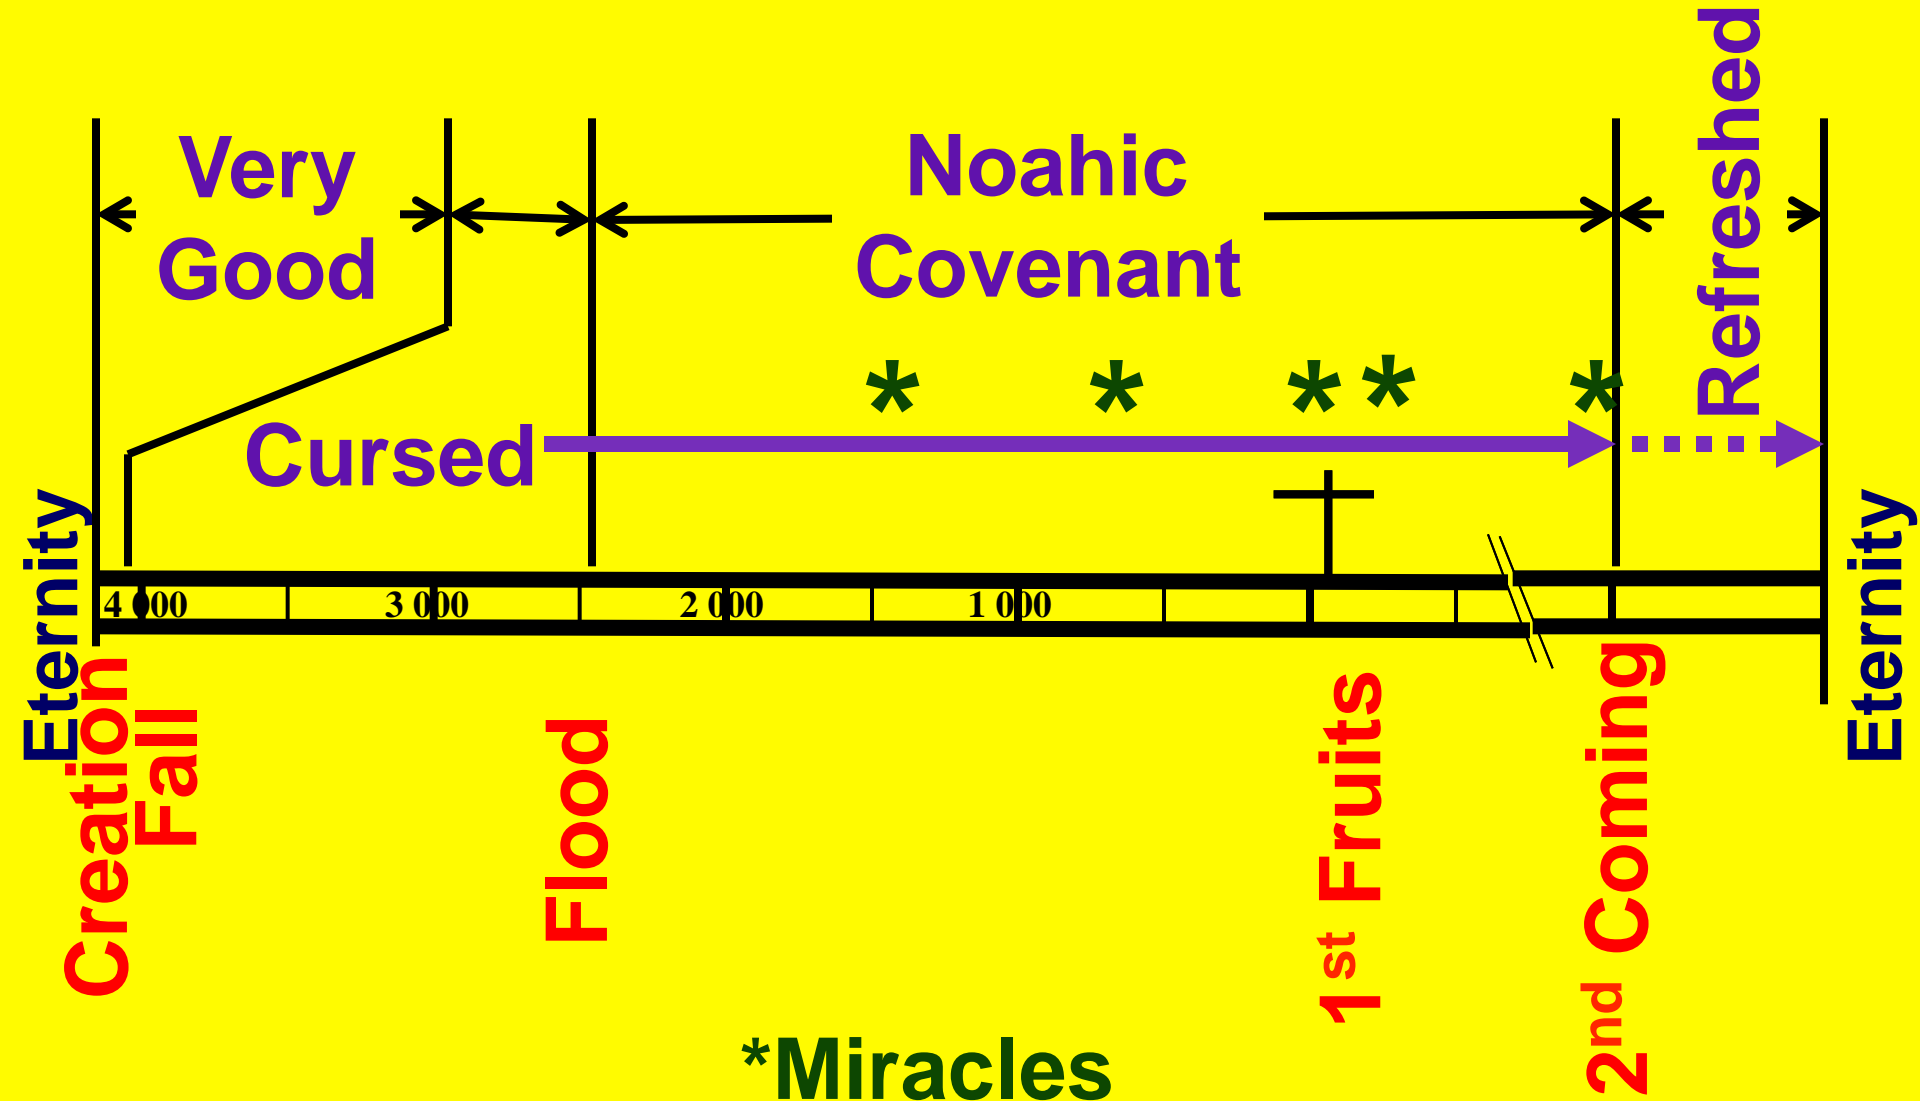 Very
Good
Noahic
Covenant
Refreshed
* * * * *
Cursed
Eternity
Eternity
4 000 3 000 2 000 1 000
Creation
Fall
Flood
1st Fruits
2nd Coming
*Miracles